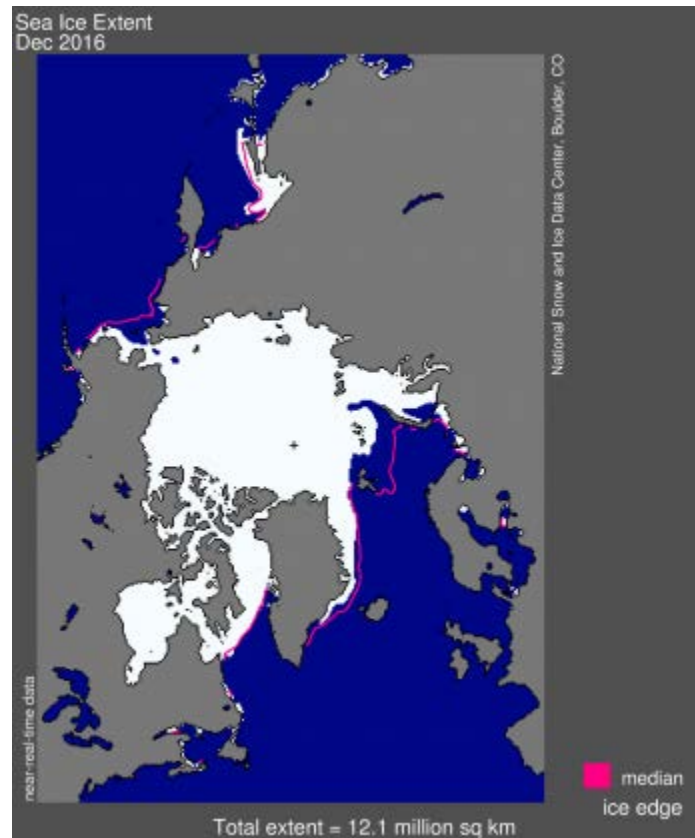 Sea Ice Extent
Dec 2016
National Snow and Ice Data Center, Boulder, CO
near-real-time data
median
ice edge
Total extent = 12.1 million sq km